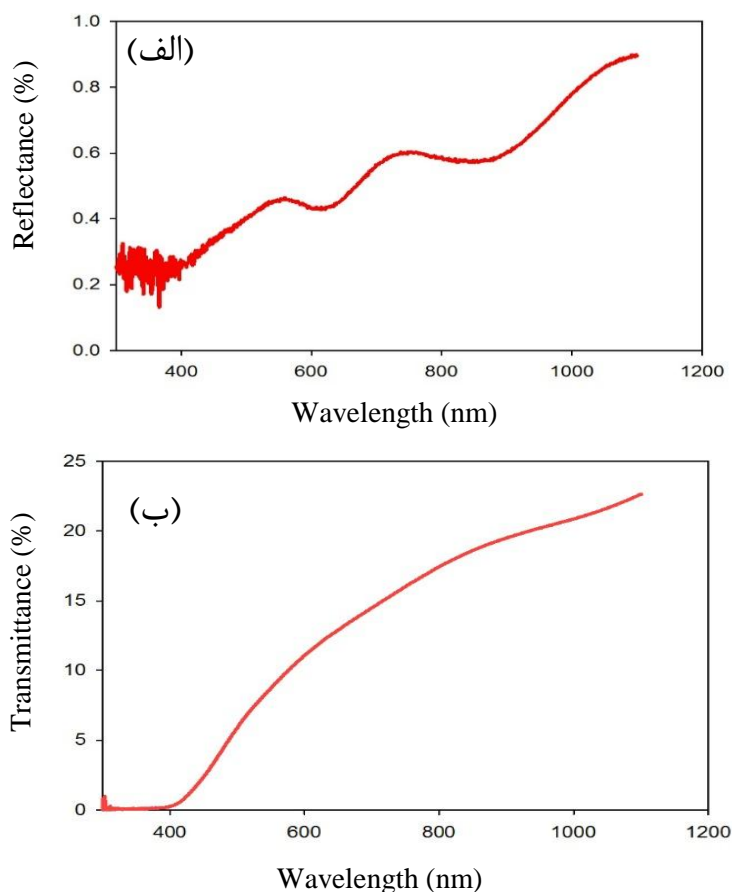 1.0
(الف)
0.8
0.6
0.4
0.2
0.0
400 600 800 1000 1200
Reflectance (%)
Wavelength (nm)
25
(ب)
20
15
10
5
0
400 600 800 1000 1200
Transmittance (%)
Wavelength (nm)